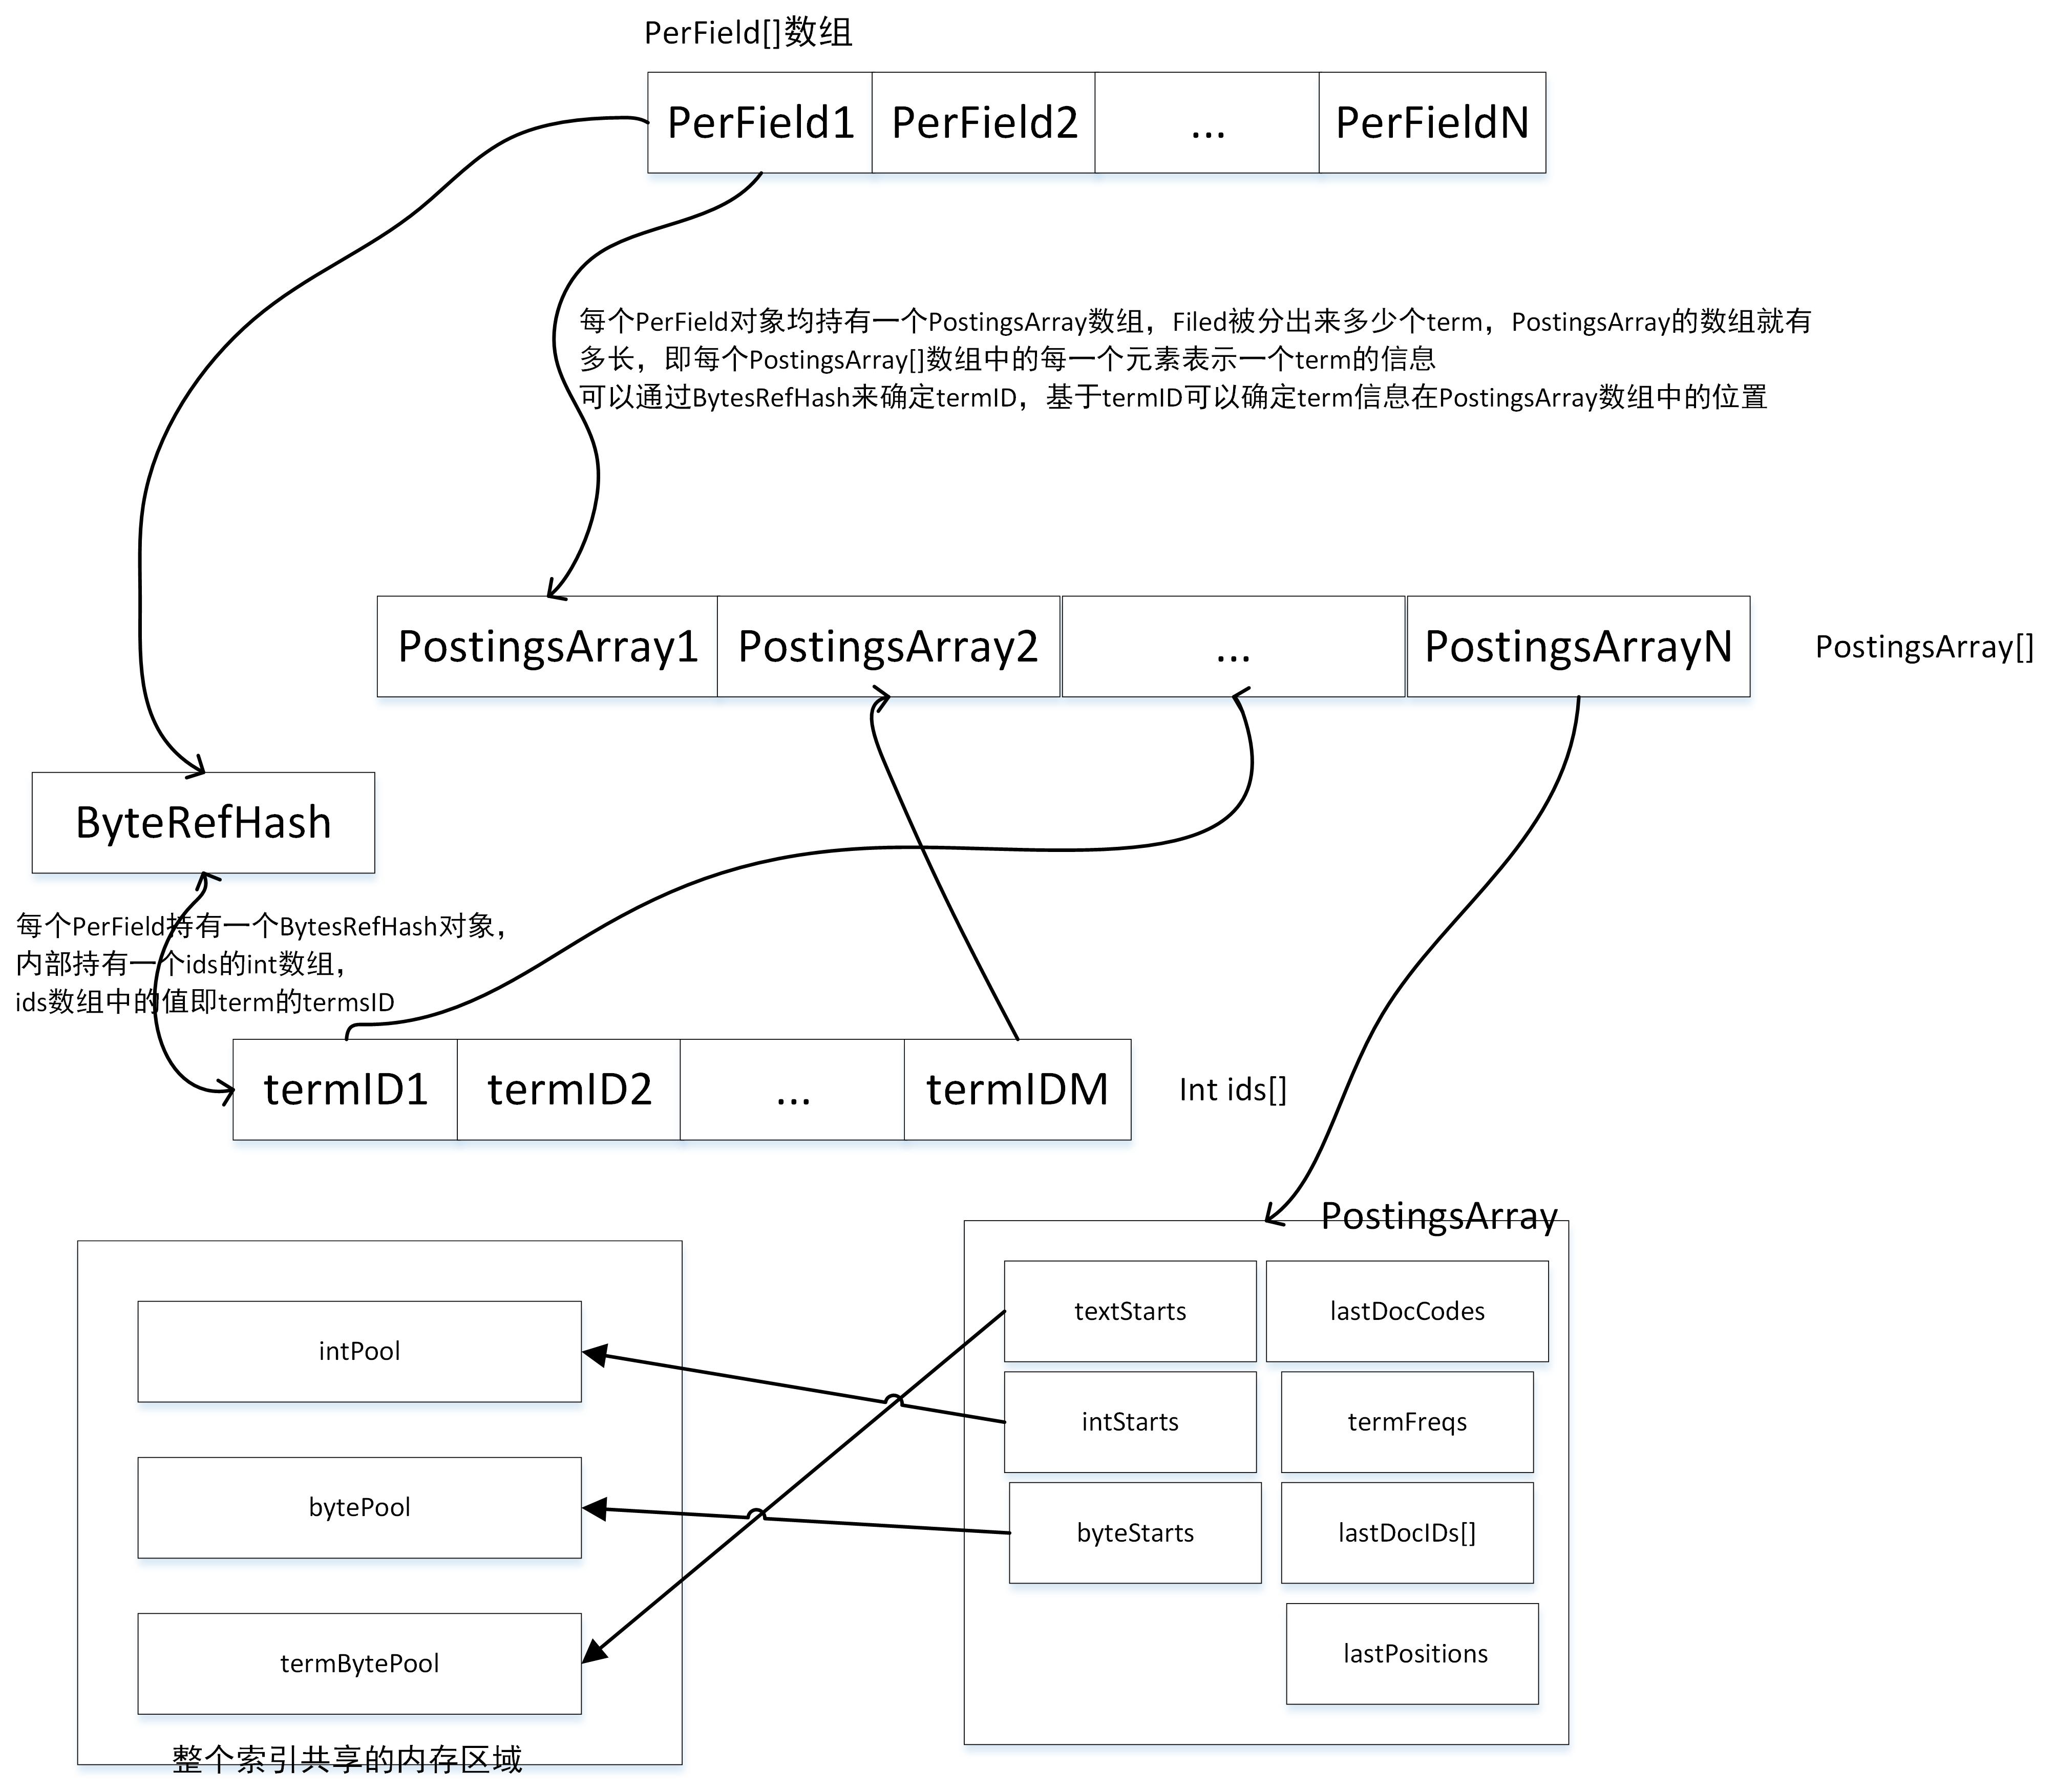 PerField[]数组
PerField1 PerField2 ... PerFieldN
每个PerField对象均持有一个PostingsArray数组，Filed被分出来多少个term，PostingsArray的数组就有
多长，即每个PostingsArray[]数组中的每一个元素表示一个term的信息
可以通过BytesRefHash来确定termID，基于termID可以确定term信息在PostingsArray数组中的位置
PostingsArray1 PostingsArray2 ... PostingsArrayN PostingsArray[]
ByteRefHash
每个PerField持有一个BytesRefHash对象，
内部持有一个ids的int数组，
ids数组中的值即term的termsID
termID1 termID2 ... termIDM Int ids[]
PostingsArray
textStarts lastDocCodes
intStarts termFreqs
byteStarts lastDocIDs[]
lastPositions
intPool
bytePool
termBytePool
整个索引共享的内存区域